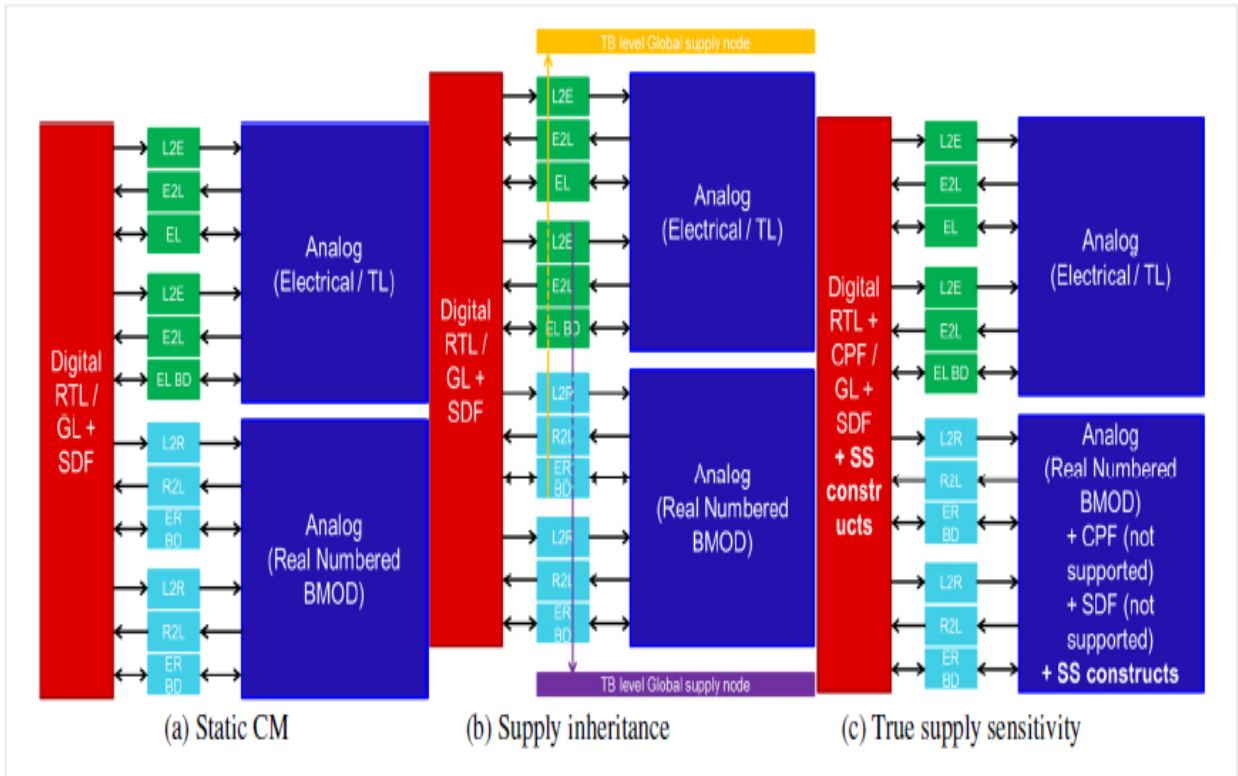 Digital
RTL /
GL +
SDF
L2E
E2L
EL
L2E
E2L
EL BD
L2R
R2L
ER
BD
L2R
R2L
ER
BD
Analog
(Electrical / TL)
Analog
(Real Numbered
BMOD)
(a) Static CM
TB level Global supply node
Digital
RTL /
GL +
SDF
L2E
E2L
EL
L2E
E2L
EL BD
L2R
R2L
ER
BD
L2R
R2L
ER
BD
Analog
(Electrical / TL)
Analog
(Real Numbered
BMOD)
TB level Global supply node
(b) Supply inheritance
Digital
RTL +
CPF /
GL +
SDF
+ SS
constr
ucts
L2E
E2L
EL
L2E
E2L
EL BD
L2R
R2L
ER
BD
L2R
R2L
ER
BD
Analog
(Electrical / TL)
Analog
(Real Numbered
BMOD)
+ CPF (not
supported)
+ SDF (not
supported)
+ SS constructs
(c) True supply sensitivity